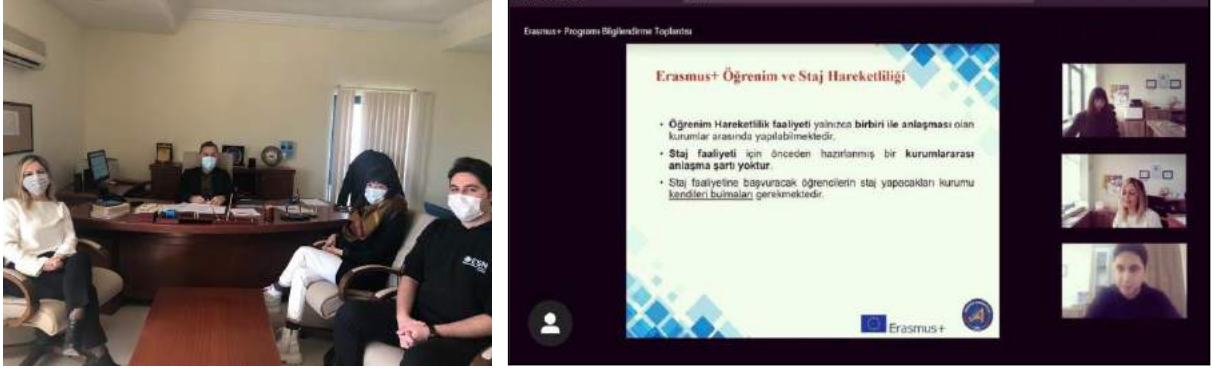 ESN
Erasmus+ Programı Bilgilendirme Toplantısı
Erasmus+ Öğrenim ve Staj Hareketliliği
• Öğrenim Hareketlilik faaliyeti yalnızca birbiri ile anlaşması olan
kurumlar arasında yapılabilmektedir.
• Staj faaliyeti için önceden hazırlanmış bir kurumlararası
anlaşma şartı yoktur.
• Staj faaliyetine başvuracak öğrencilerin staj yapacakları kurumu
kendileri bulmaları gerekmektedir.
Erasmus+